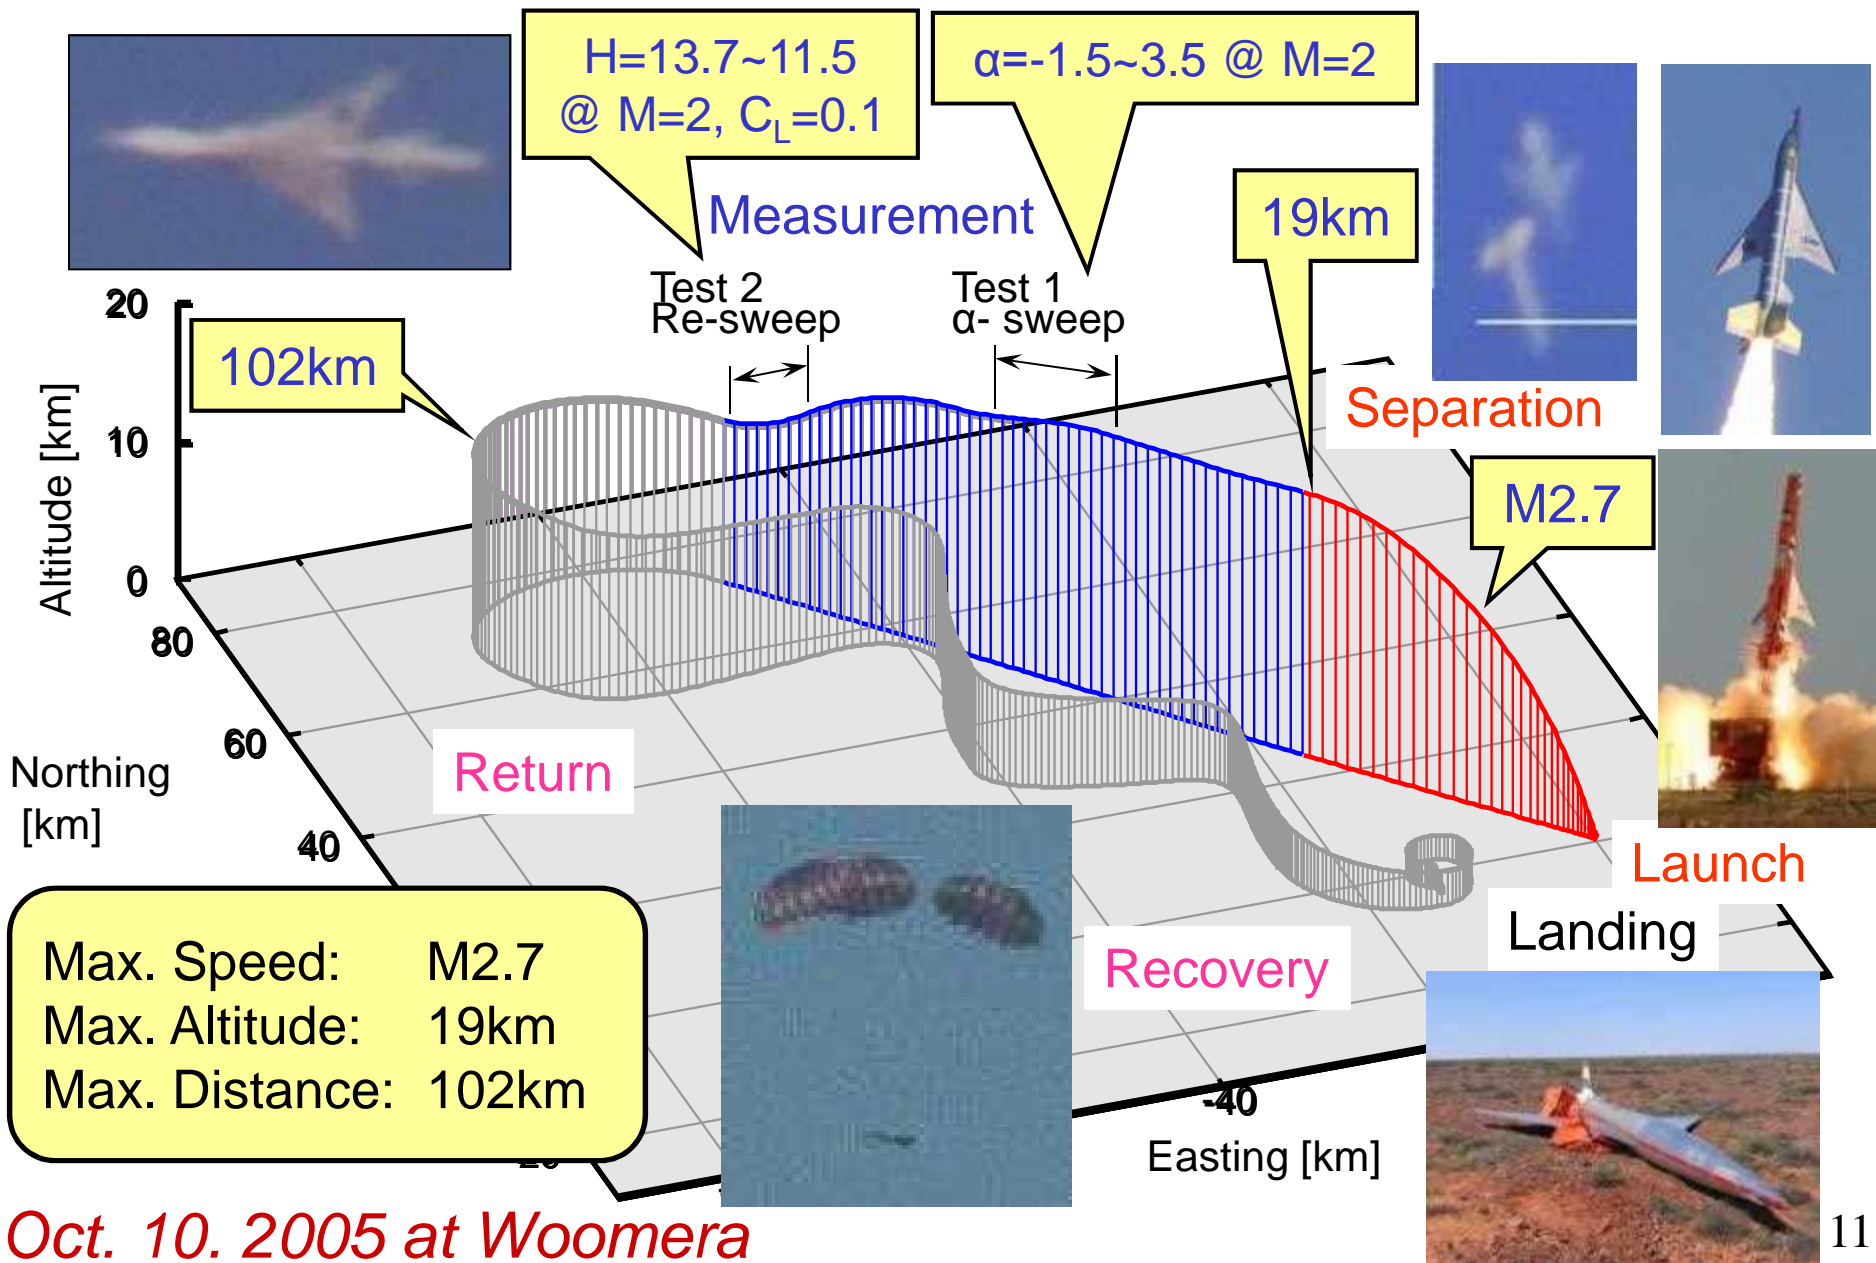 H=13.7~11.5
@ M=2, CL=0.1
α=-1.5~3.5 @ M=2
Measurement
19km
Test 2
Re-sweep
Test 1
α- sweep
20
102km
Separation
10
Altitude [km]
M2.7
0
80
60
Return
Northing
[km]
40
Launch
Landing
Recovery
Max. Speed: M2.7
Max. Altitude: 19km
Max. Distance: 102km
-40
Easting [km]
Oct. 10. 2005 at Woomera
11